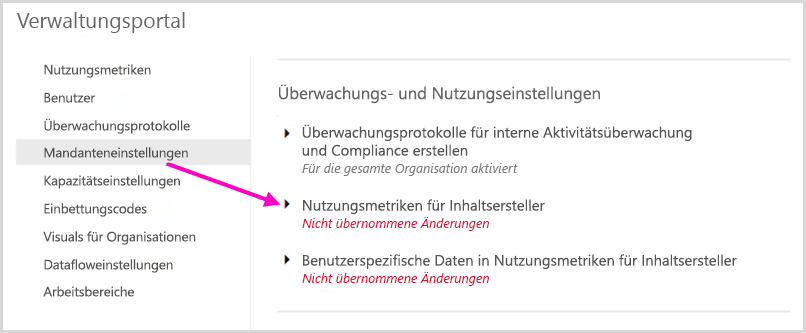 Verwaltungsportal
Nutzungsmetriken
Benutzer
Überwachungsprotokolle
Mandanteneinstellungen
Kapazitätseinstellungen
Einbettungscodes
Visuals für Organisationen
Datafloweinstellungen
Arbeitsbereiche
Überwachungs- und Nutzungseinstellungen
Überwachungsprotokolle für interne Aktivitätsüberwachung
und Compliance erstellen
Für die gesamte Organisation aktiviert
Nutzungsmetriken für Inhaltsersteller
Nicht übernommene Änderungen
Benutzerspezifische Daten in Nutzungsmetriken für Inhaltsersteller
Nicht übernommene Änderungen